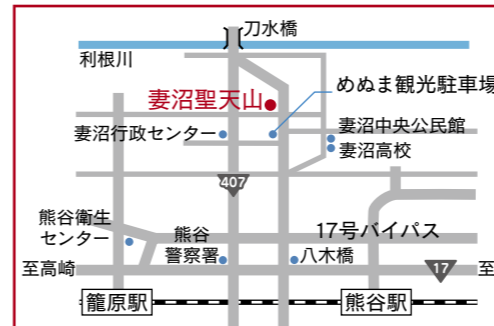 刀水橋
利根川
めぬま観光駐車場
妻沼聖天山
妻沼行政センター
妻沼中央公民館
妻沼高校
407
熊谷衛生
センター
熊谷
警察署
17号バイパス
八木橋
至高崎
17
至
籠原駅
熊谷駅